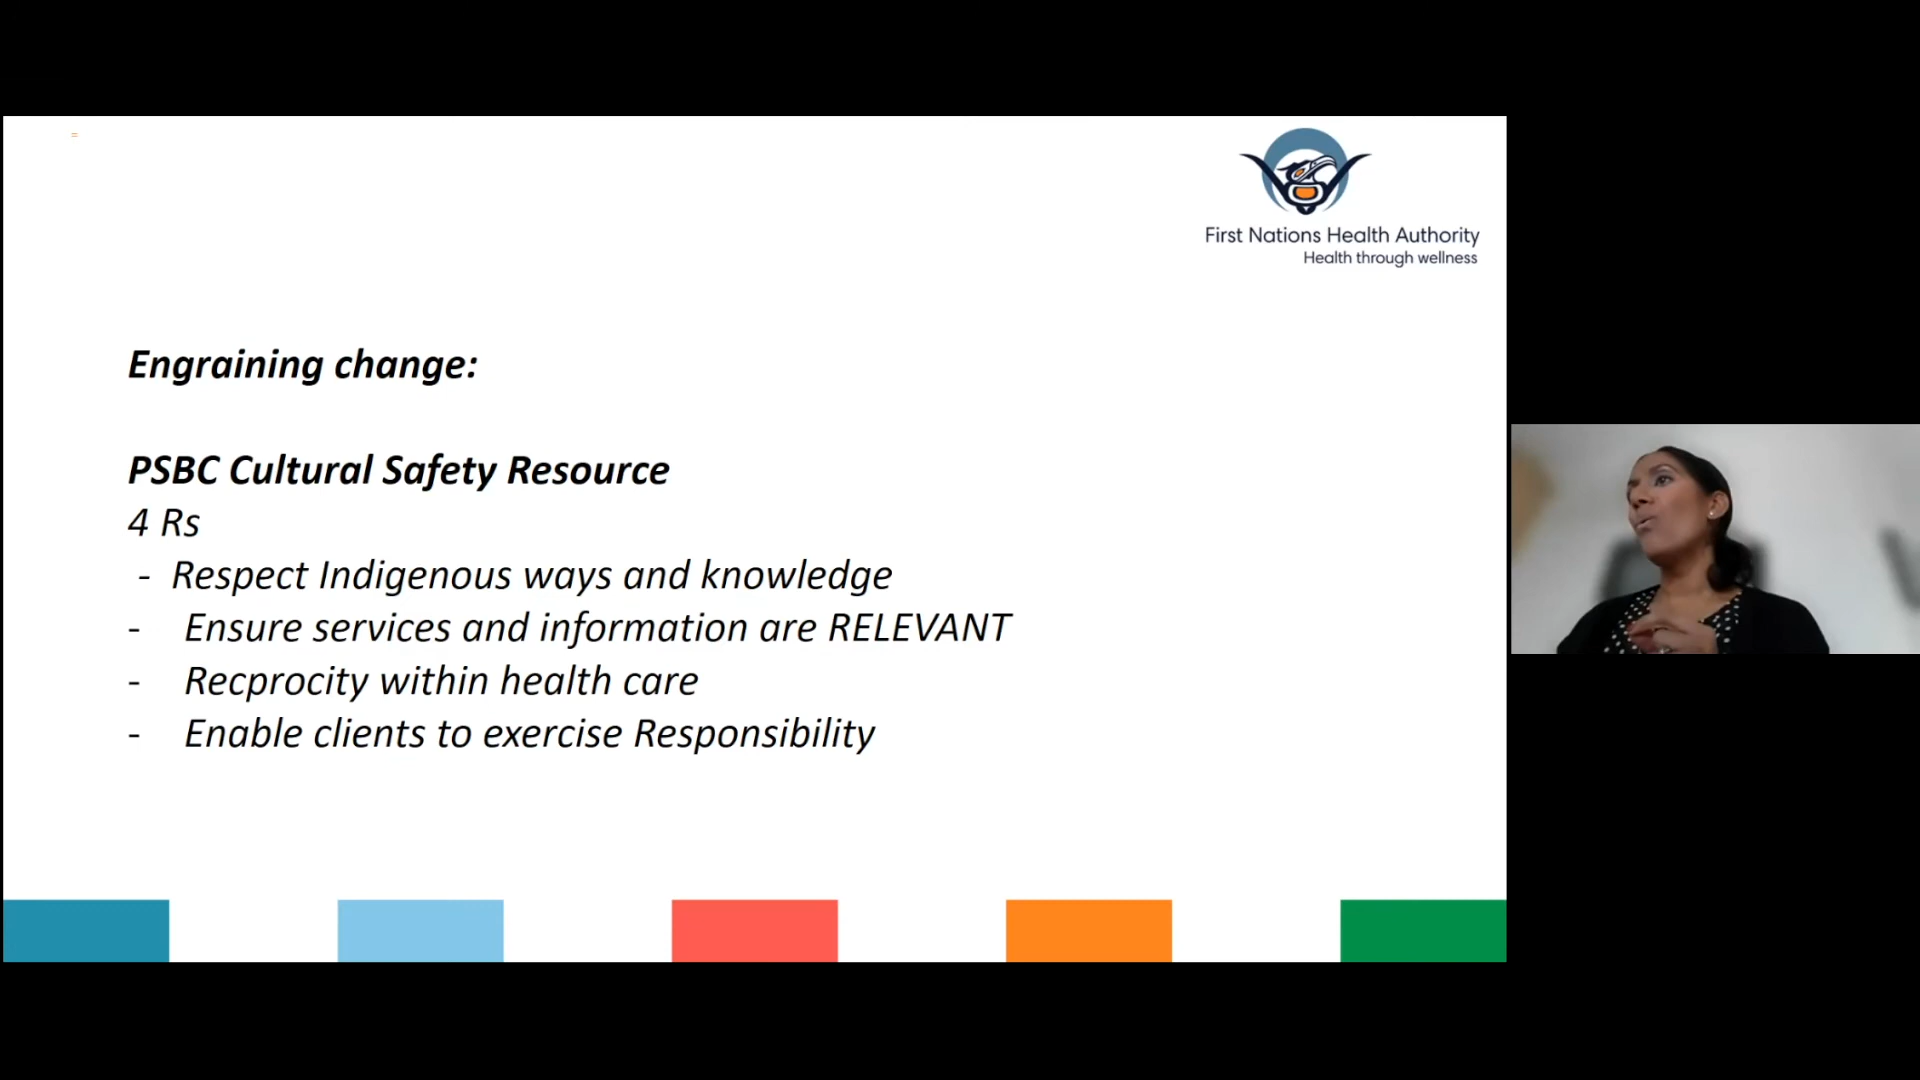 =
First Nations Health Authority
Health through wellness
Engraining change:
PSBC Cultural Safety Resource
4 Rs
- Respect Indigenous ways and knowledge
- Ensure services and information are RELEVANT
- Recprocity within health care
- Enable clients to exercise Responsibility